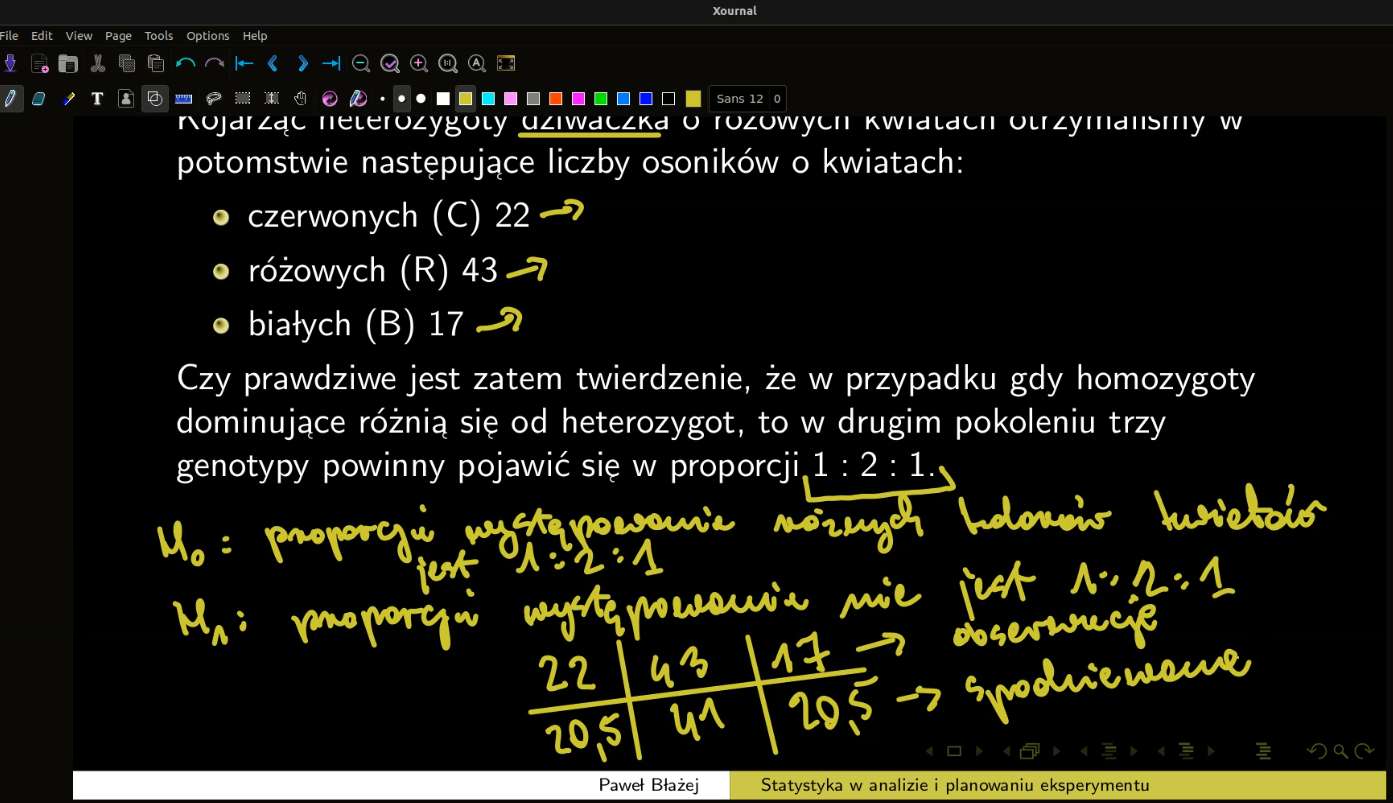 Xournal
File Edit View Page Tools Options Help
Sans 12 0
Kojarząc heterozygoty dziwaczka o różowych kwiatach otrzymaliśmy w
potomstwie następujące liczby osoników o kwiatach:
czerwonych (C) 22 →
różowych (R) 43 →
białych (B) 17 →
Czy prawdziwe jest zatem twierdzenie, że w przypadku gdy homozygoty
dominujące różnią się od heterozygot, to w drugim pokoleniu trzy
genotypy powinny pojawić się w proporcji 1 : 2 : 1.
H₀: proporcja występowania różnych kolorów kwiatów
jest 1:2:1
H₁: proporcja występowania nie jest 1:2:1
22 | 43 | 17 → obserwacje
20,5 | 41 | 20,5 → spodziewane
Paweł Błażej Statystyka w analizie i planowaniu eksperymentu